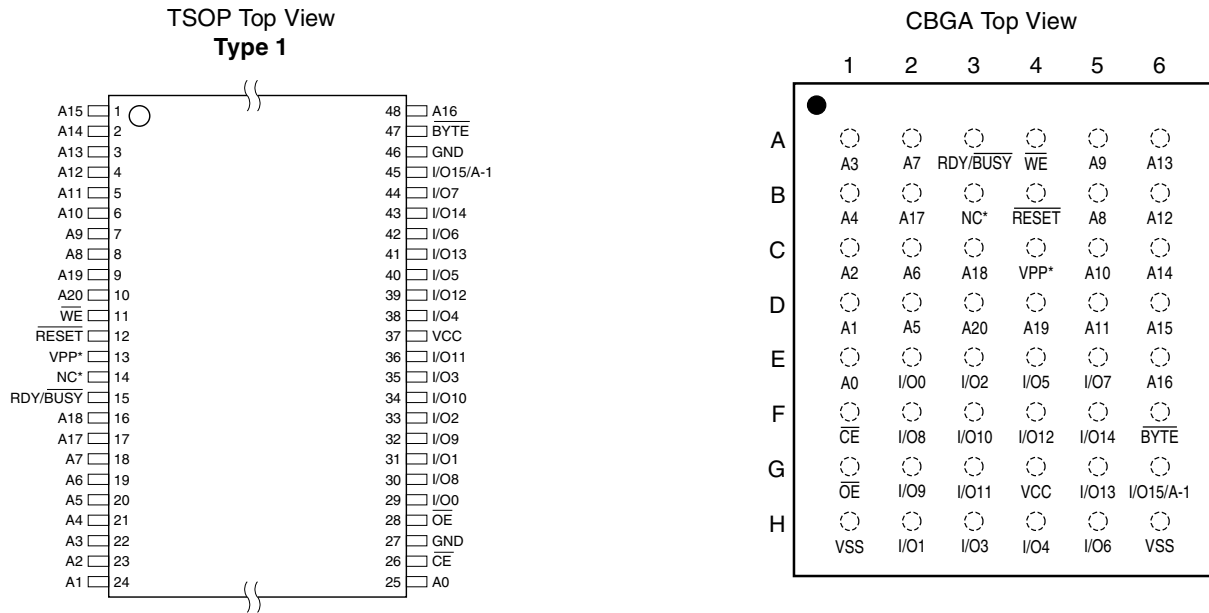 TSOP Top View
Type 1
A15 1 48 A16
A14 2 47 BYTE
A13 3 46 GND
A12 4 45 I/O15/A-1
A11 5 44 I/O7
A10 6 43 I/O14
A9 7 42 I/O6
A8 8 41 I/O13
A19 9 40 I/O5
A20 10 39 I/O12
WE 11 38 I/O4
RESET 12 37 VCC
VPP* 13 36 I/O11
NC* 14 35 I/O3
RDY/BUSY 15 34 I/O10
A18 16 33 I/O2
A17 17 32 I/O9
A7 18 31 I/O1
A6 19 30 I/O8
A5 20 29 I/O0
A4 21 28 OE
A3 22 27 GND
A2 23 26 CE
A1 24 25 A0
CBGA Top View
1 2 3 4 5 6
A
A3 A7 RDY/BUSY WE A9 A13
B
A4 A17 NC* RESET A8 A12
C
A2 A6 A18 VPP* A10 A14
D
A1 A5 A20 A19 A11 A15
E
A0 I/O0 I/O2 I/O5 I/O7 A16
F
CE I/O8 I/O10 I/O12 I/O14 BYTE
G
OE I/O9 I/O11 VCC I/O13 I/O15/A-1
H
VSS I/O1 I/O3 I/O4 I/O6 VSS